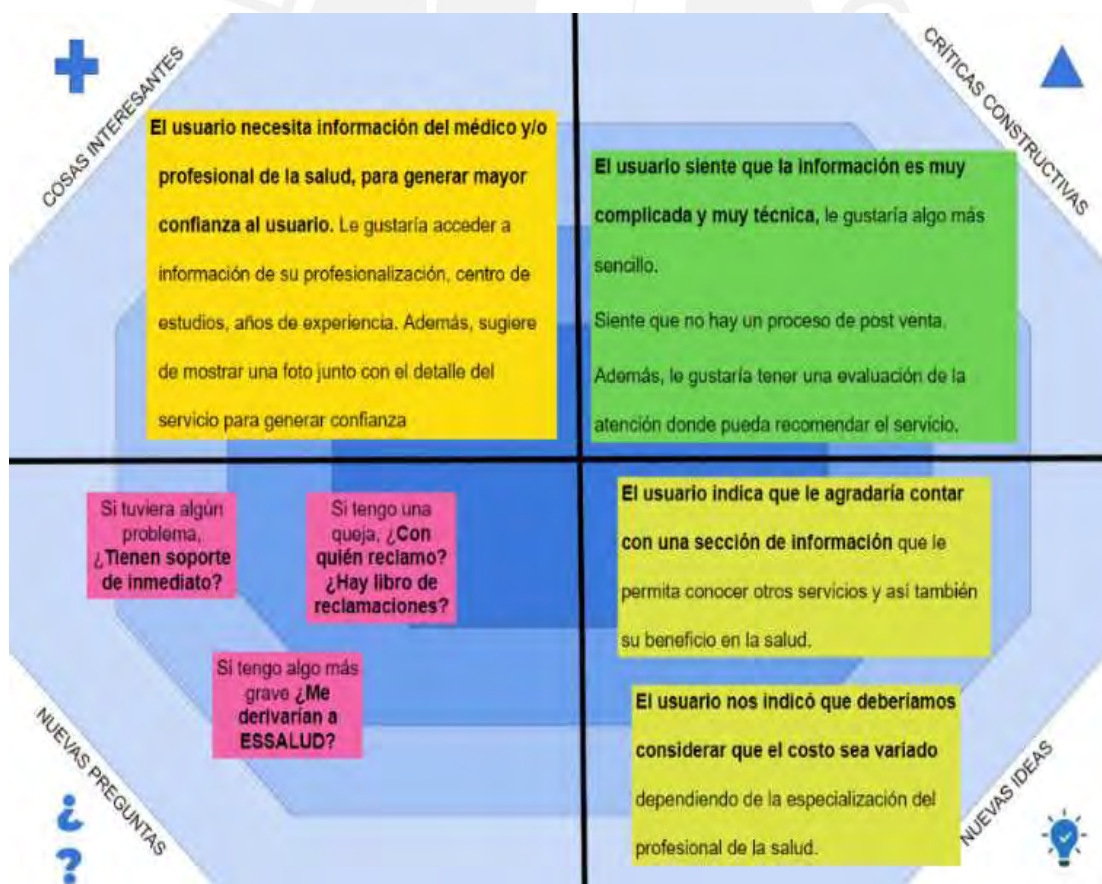 COSAS INTERESANTES
El usuario necesita información del médico y/o
profesional de la salud, para generar mayor
confianza al usuario. Le gustaría acceder a
información de su profesionalización, centro de
estudios, años de experiencia. Además, sugiere
de mostrar una foto junto con el detalle del
servicio para generar confianza
CRÍTICAS CONSTRUCTIVAS
El usuario siente que la información es muy
complicada y muy técnica, le gustaría algo más
sencillo.
Siente que no hay un proceso de post venta.
Además, le gustaría tener una evaluación de la
atención donde pueda recomendar el servicio.
NUEVAS PREGUNTAS
¿
?
Si tuviera algún
problema,
¿Tienen soporte
de inmediato?
Si tengo una
queja, ¿Con
quién reclamo?
¿Hay libro de
reclamaciones?
Si tengo algo más
grave ¿Me
derivarían a
ESSALUD?
NUEVAS IDEAS
El usuario indica que le agradaría contar
con una sección de información que le
permita conocer otros servicios y así también
su beneficio en la salud.
El usuario nos indicó que deberíamos
considerar que el costo sea variado
dependiendo de la especialización del
profesional de la salud.